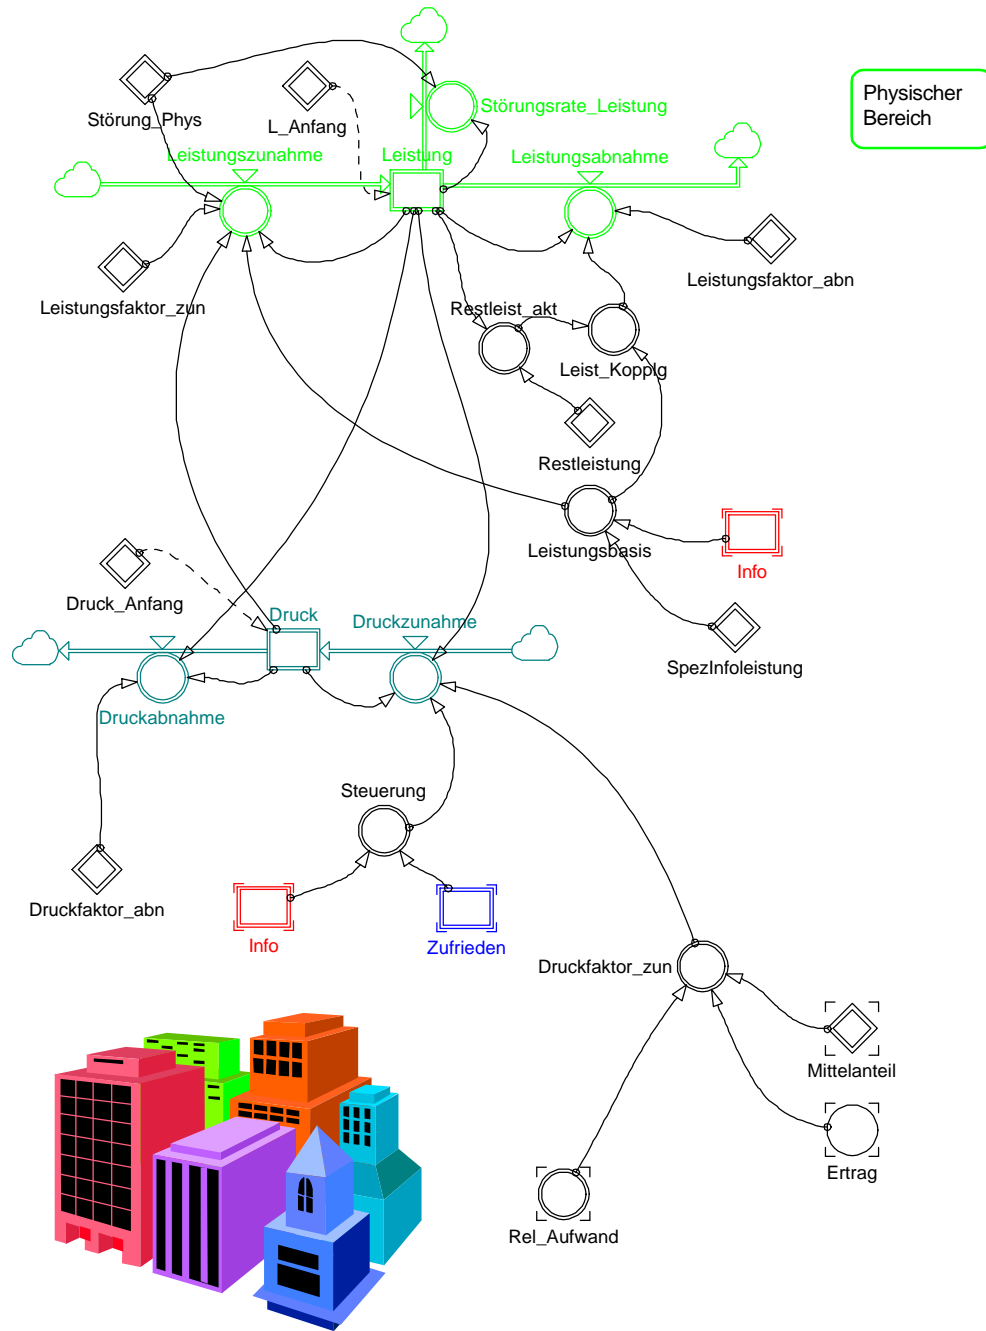 Physischer
Bereich
Störung_Phys
L_Anfang
Störungsrate_Leistung
Leistungszunahme
Leistung
Leistungsabnahme
Leistungsfaktor_zun
Leistungsfaktor_abn
Restleist_akt
Leist_Kopplg
Restleistung
Leistungsbasis
Info
Druck_Anfang
Druck
Druckzunahme
SpezInfoleistung
Druckabnahme
Steuerung
Druckfaktor_abn
Info
Zufrieden
Druckfaktor_zun
Mittelanteil
Ertrag
Rel_Aufwand